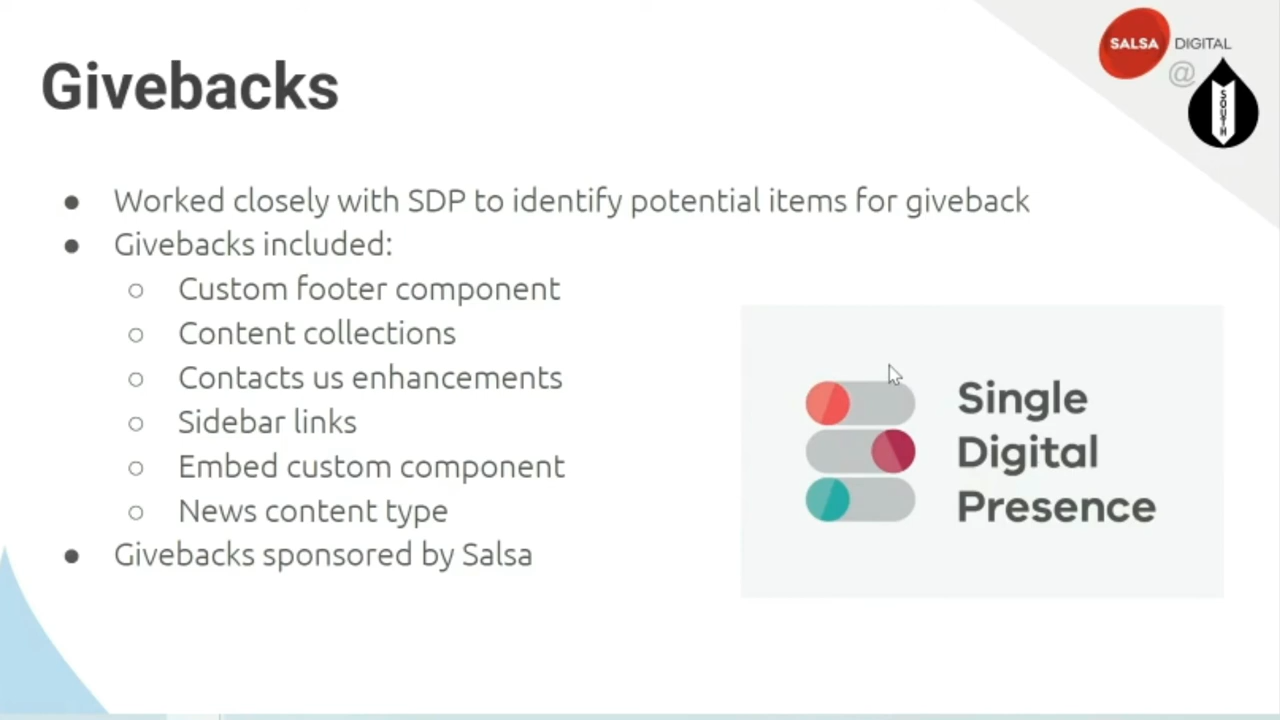 Givebacks
SALSA DIGITAL
@
SOUTH
● Worked closely with SDP to identify potential items for giveback
● Givebacks included:
○ Custom footer component
○ Content collections
○ Contacts us enhancements
○ Sidebar links
○ Embed custom component
○ News content type
● Givebacks sponsored by Salsa
Single
Digital
Presence